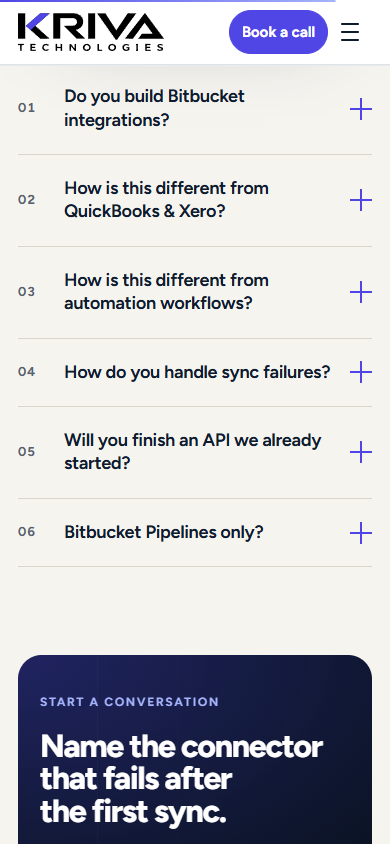 KRIVA
TECHNOLOGIES
Book a call
01
Do you build Bitbucket
integrations?
02
How is this different from
QuickBooks & Xero?
03
How is this different from
automation workflows?
04
How do you handle sync failures?
05
Will you finish an API we already
started?
06
Bitbucket Pipelines only?
START A CONVERSATION
Name the connector
that fails after
the first sync.